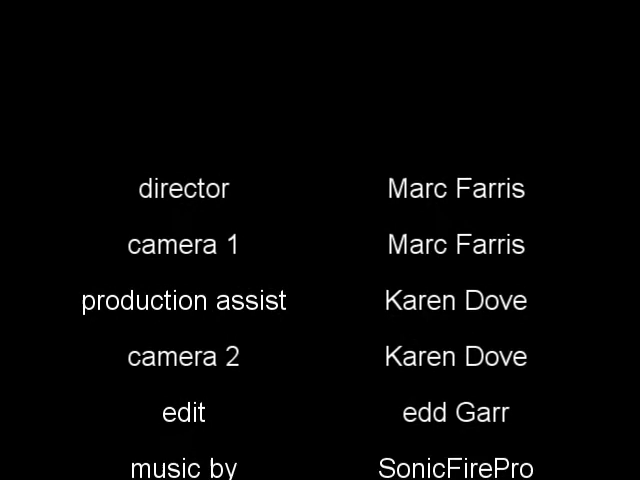 director Marc Farris
camera 1 Marc Farris
production assist Karen Dove
camera 2 Karen Dove
edit edd Garr
music by SonicFirePro